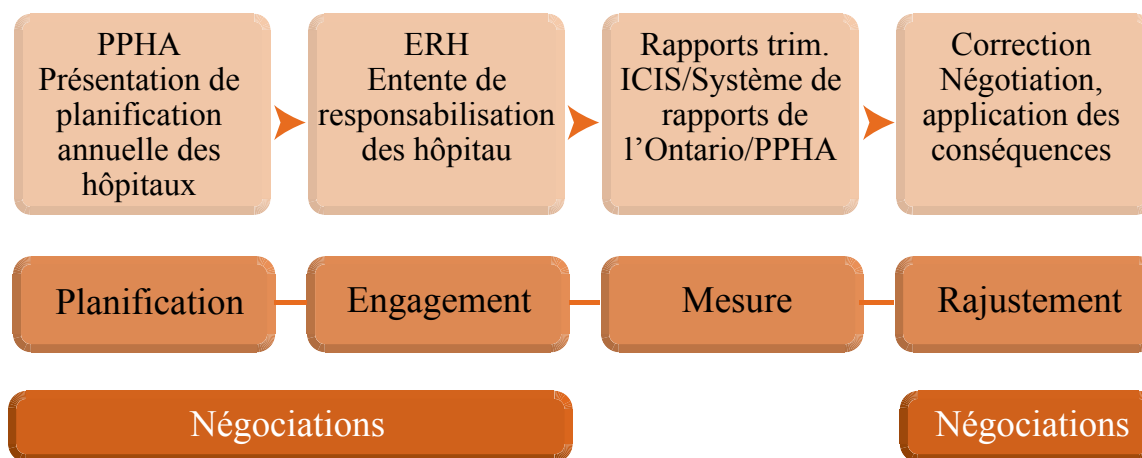 PPHA
Présentation de
planification
annuelle des
hôpitaux
ERH
Entente de
responsabilisation
des hôpitau
Rapports trim.
ICIS/Système de
rapports de
l’Ontario/PPHA
Correction
Négotiation,
application des
conséquences
Planification
Engagement
Mesure
Rajustement
Négociations
Négociations